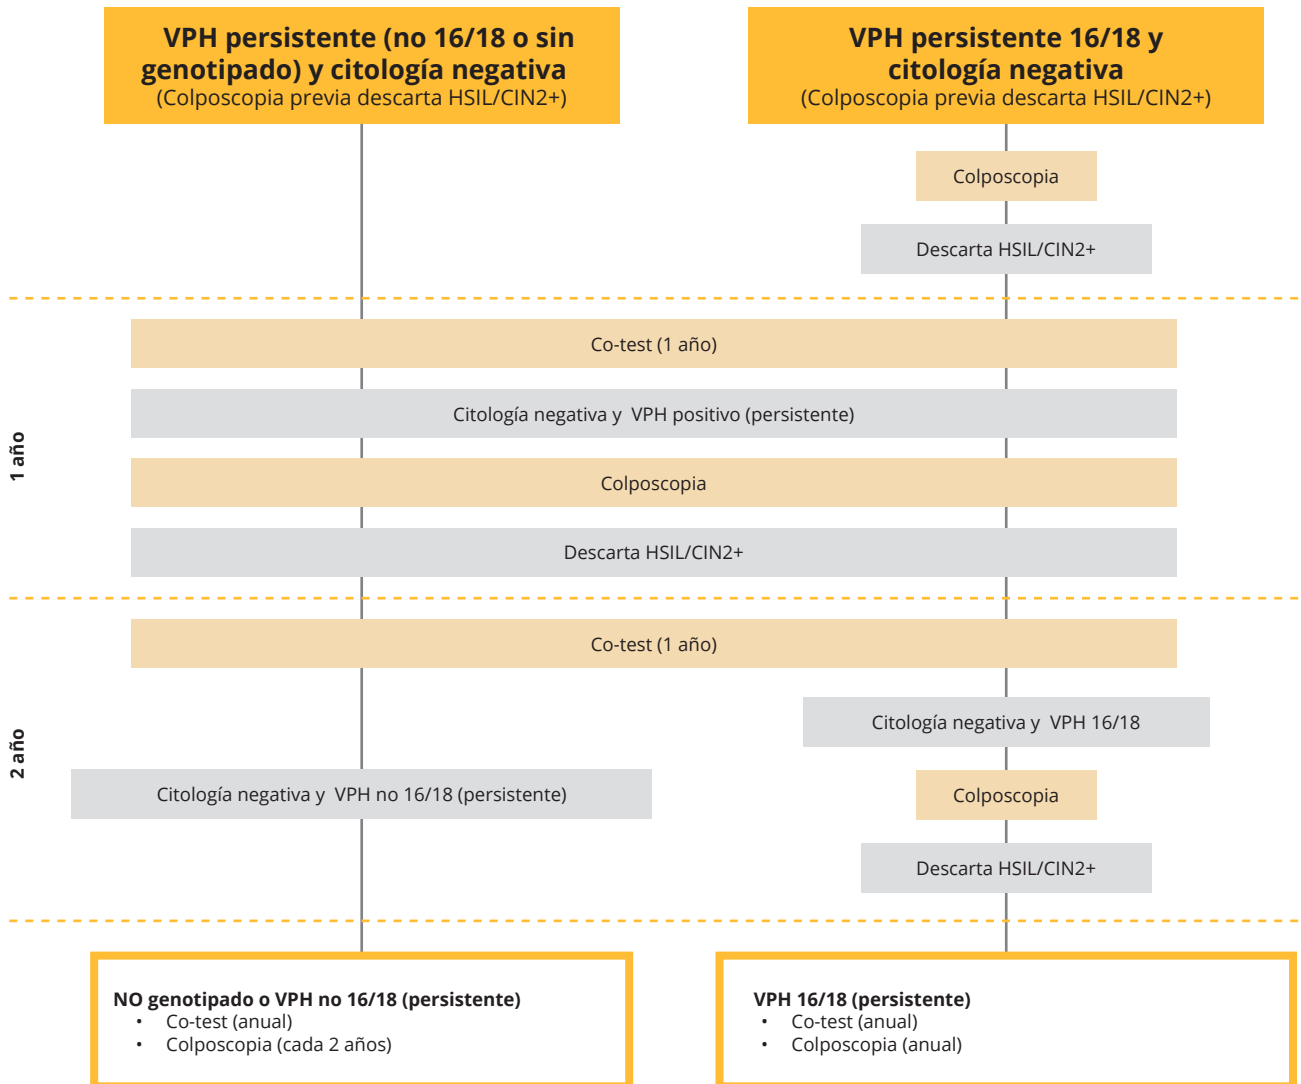 VPH persistente (no 16/18 o sin
genotipado) y citología negativa
(Colposcopia previa descarta HSIL/CIN2+)
VPH persistente 16/18 y
citología negativa
(Colposcopia previa descarta HSIL/CIN2+)
Colposcopia
Descarta HSIL/CIN2+
1 año
Co-test (1 año)
Citología negativa y VPH positivo (persistente)
Colposcopia
Descarta HSIL/CIN2+
2 año
Co-test (1 año)
Citología negativa y VPH 16/18
Citología negativa y VPH no 16/18 (persistente)
Colposcopia
Descarta HSIL/CIN2+
NO genotipado o VPH no 16/18 (persistente)
• Co-test (anual)
• Colposcopia (cada 2 años)
VPH 16/18 (persistente)
• Co-test (anual)
• Colposcopia (anual)